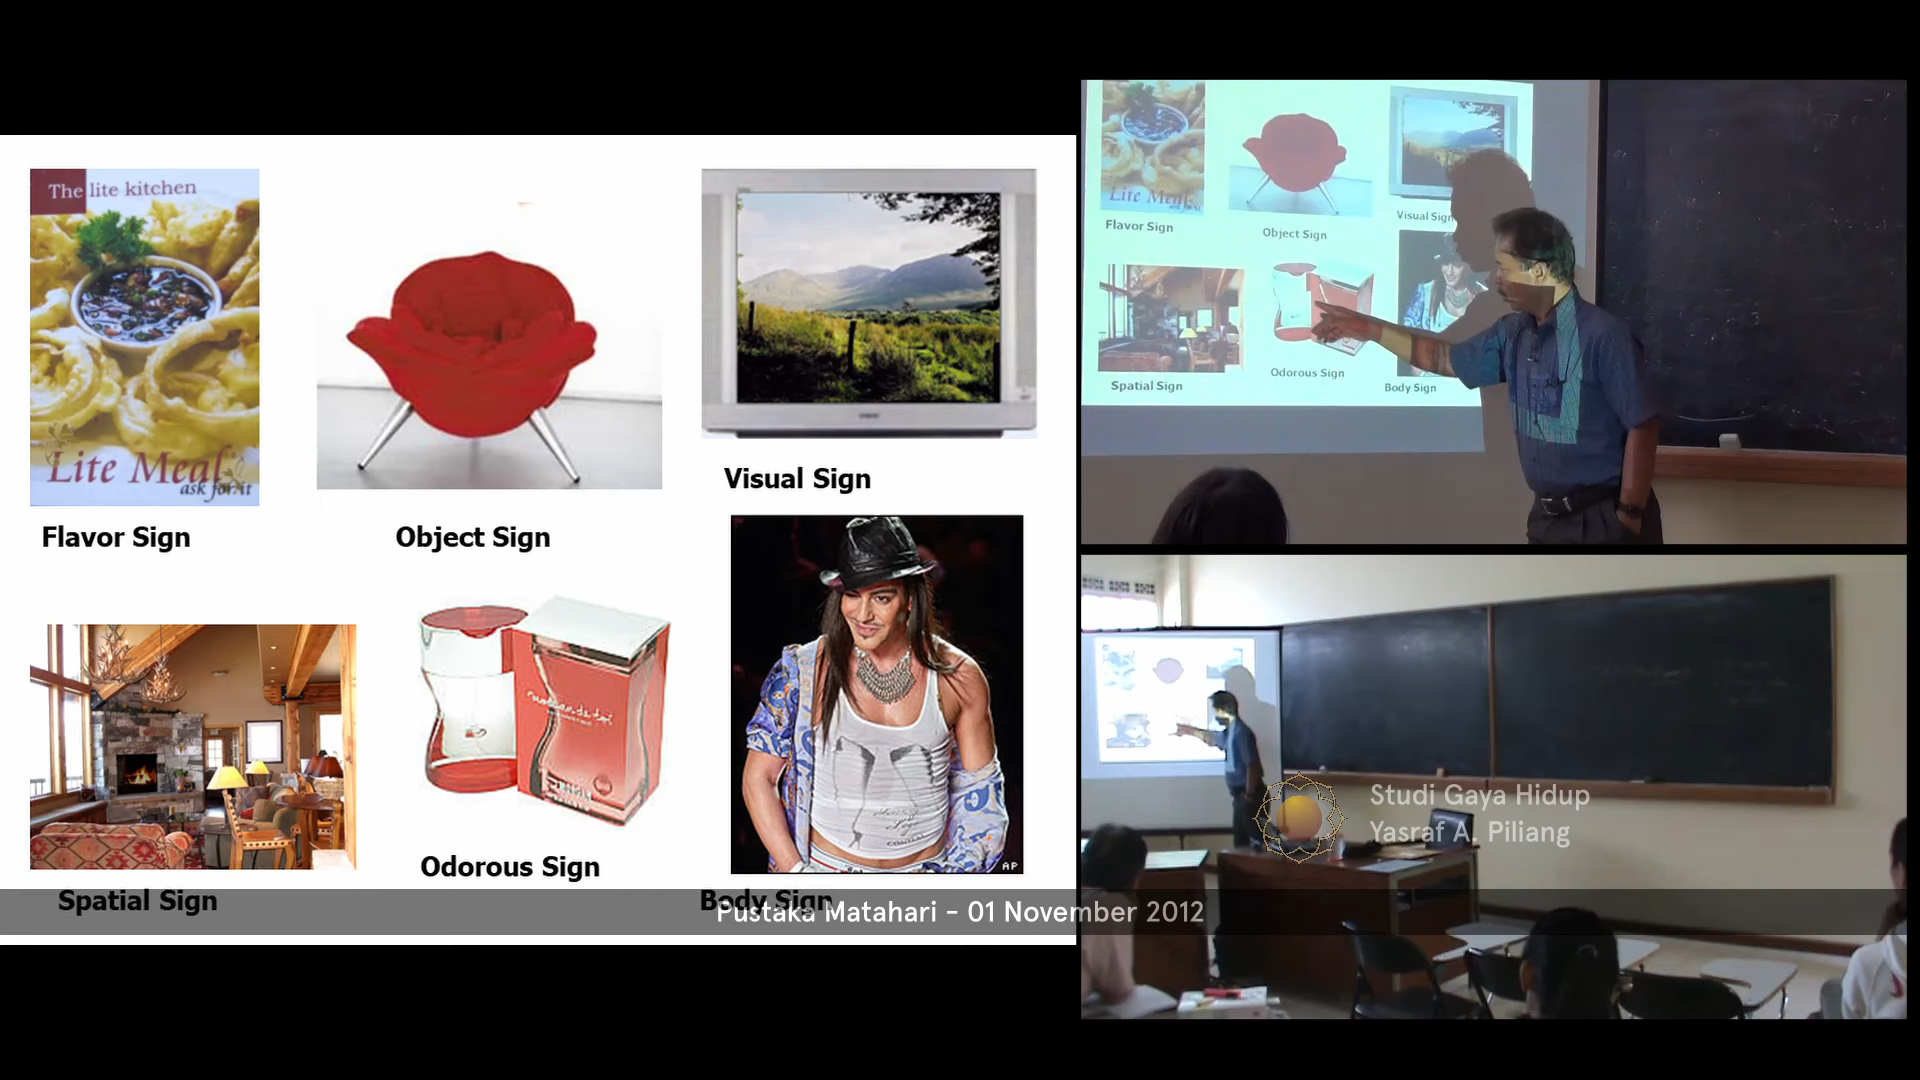 The lite kitchen
Lite Meal
ask for it
Flavor Sign
Object Sign
Visual Sign
Spatial Sign
Odorous Sign
AP
Body Sign
Lite Meal
Flavor Sign
Object Sign
Visual Sign
Spatial Sign
Odorous Sign
Body Sign
Studi Gaya Hidup
Yasraf A. Piliang
Pustaka Matahari - 01 November 2012